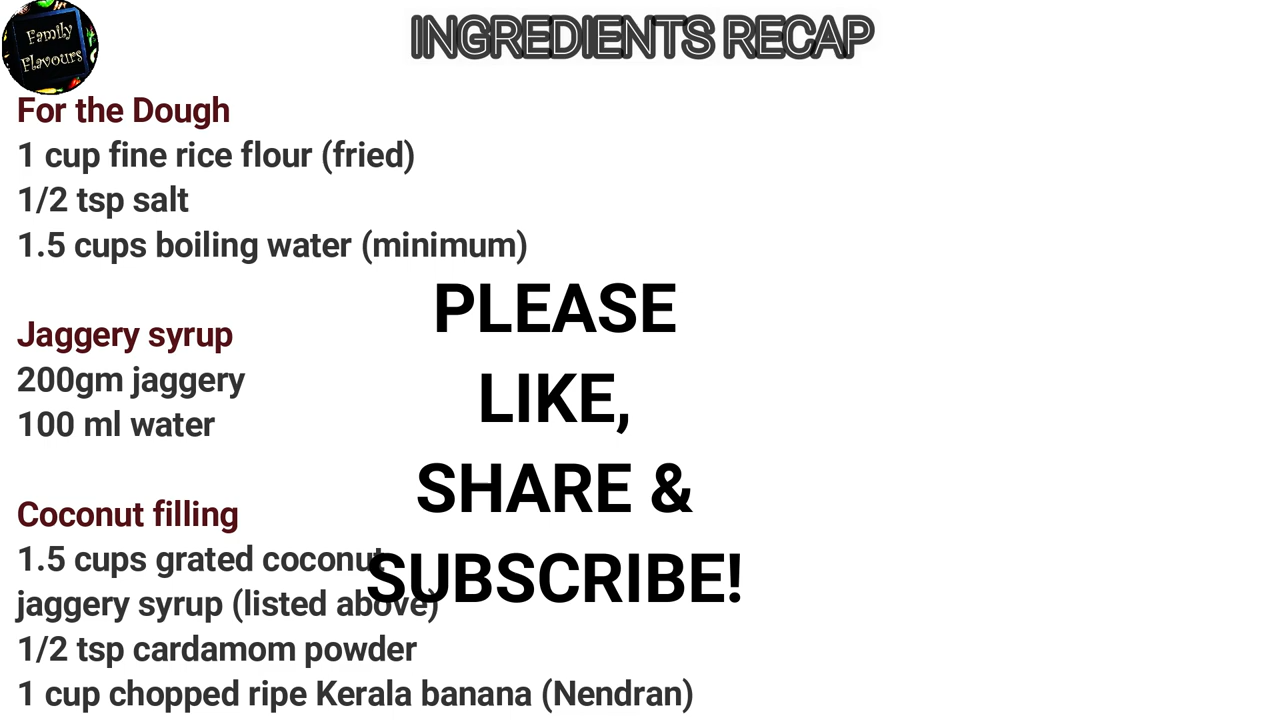 Family
Flavours
INGREDIENTS RECAP
For the Dough
1 cup fine rice flour (fried)
1/2 tsp salt
1.5 cups boiling water (minimum)
Jaggery syrup
200gm jaggery
100 ml water
Coconut filling
1.5 cups grated coconut
jaggery syrup (listed above)
1/2 tsp cardamom powder
1 cup chopped ripe Kerala banana (Nendran)
PLEASE
LIKE,
SHARE &
SUBSCRIBE!